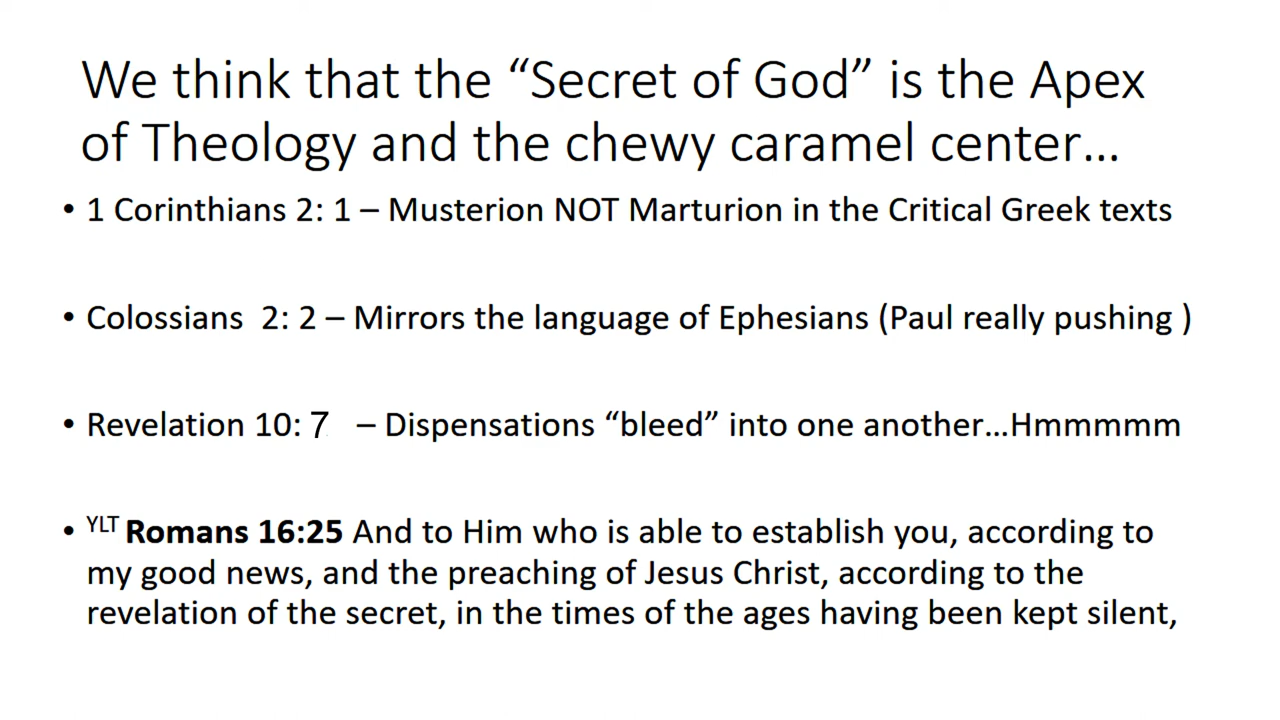 We think that the “Secret of God” is the Apex
of Theology and the chewy caramel center…
• 1 Corinthians 2: 1 – Musterion NOT Marturion in the Critical Greek texts
• Colossians  2: 2 – Mirrors the language of Ephesians (Paul really pushing )
• Revelation 10: 7   – Dispensations “bleed” into one another…Hmmmmm
• YLT Romans 16:25 And to Him who is able to establish you, according to
my good news, and the preaching of Jesus Christ, according to the
revelation of the secret, in the times of the ages having been kept silent,